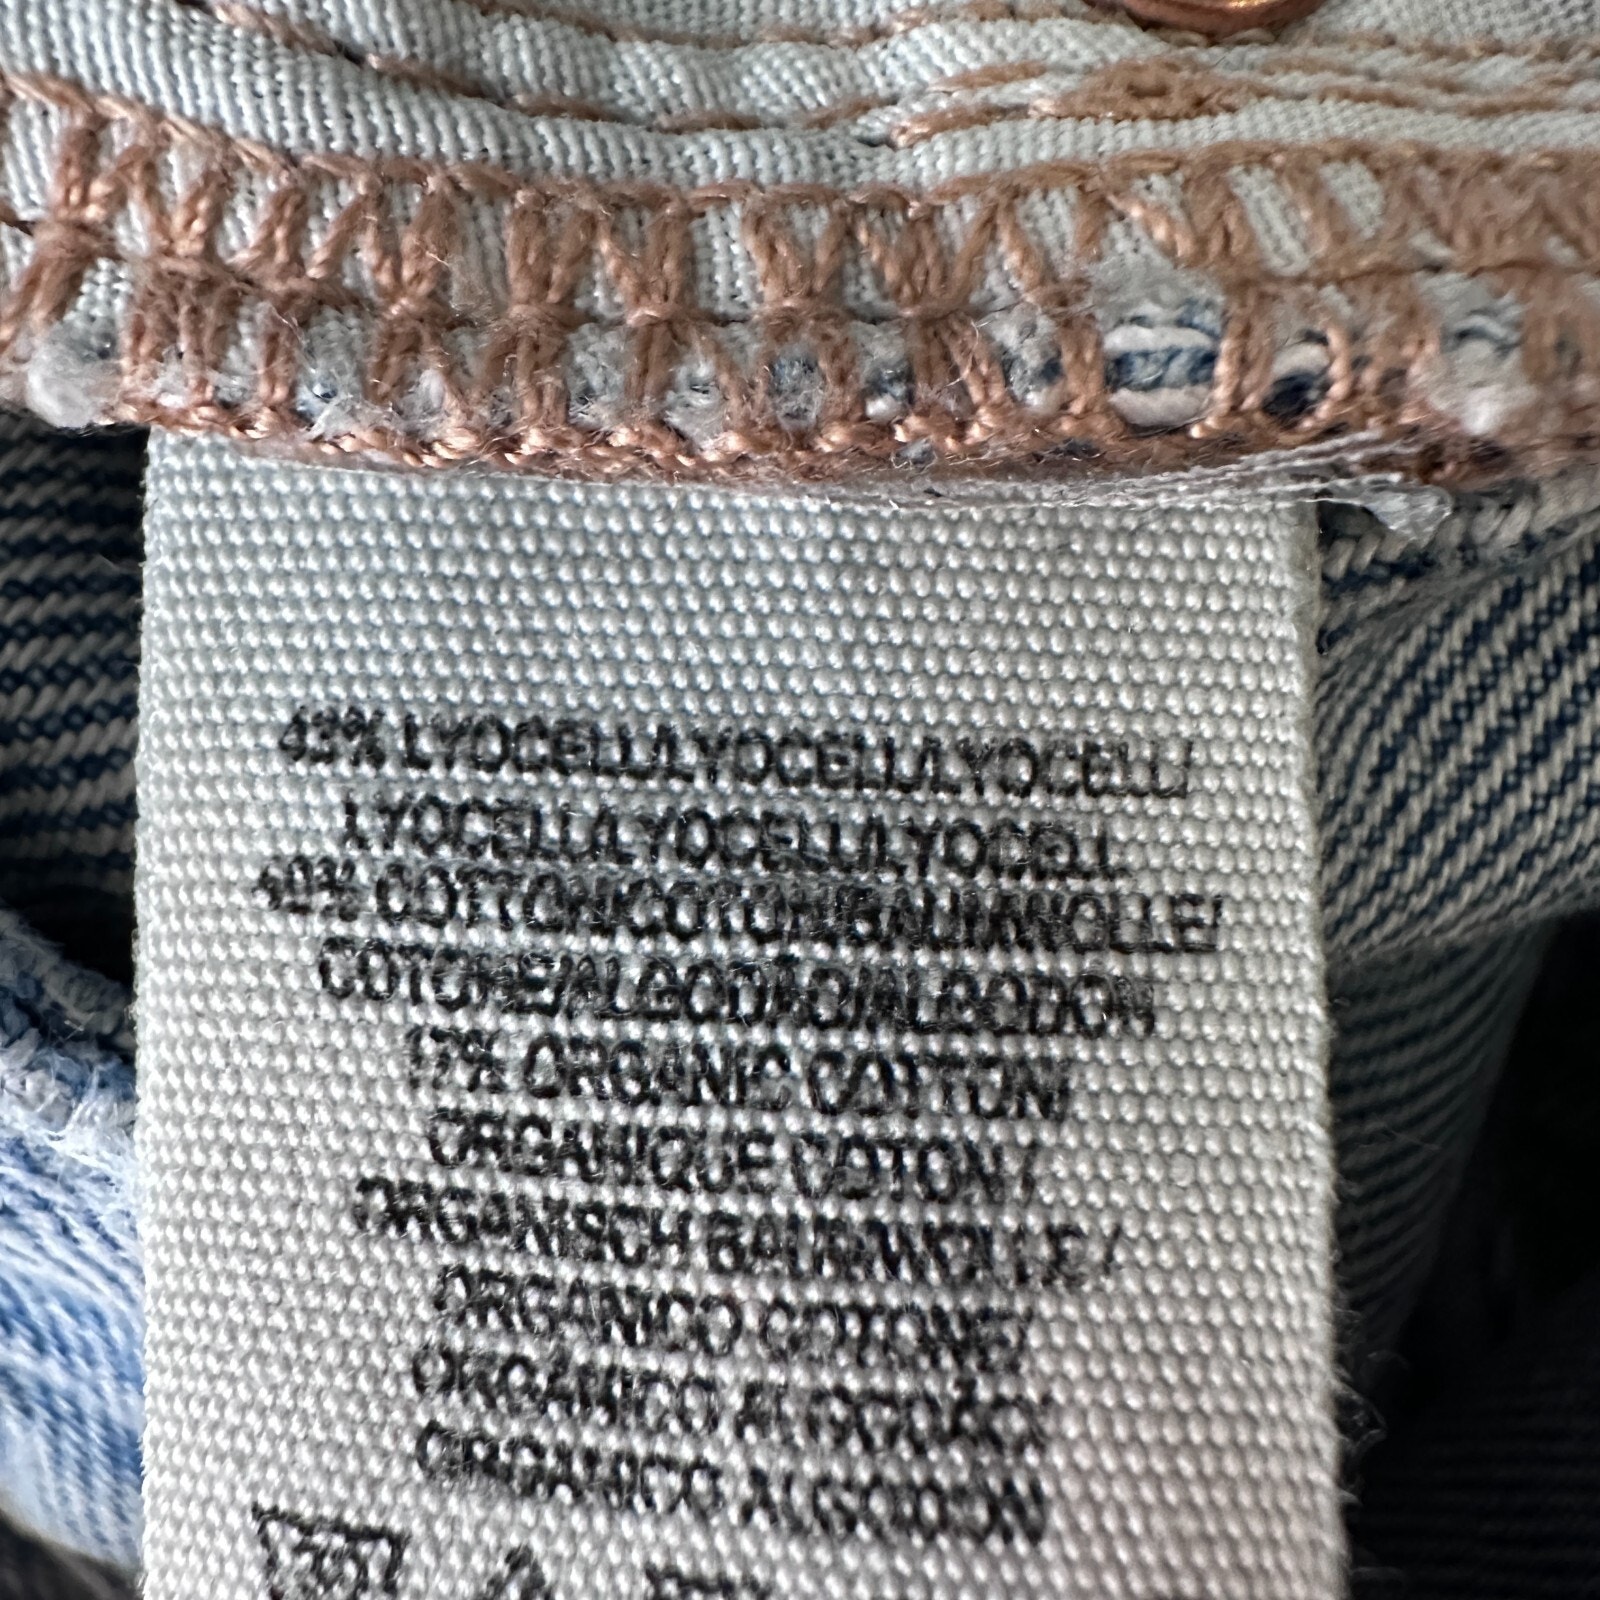 43% LYOCELL/LYOCELL/LYOCELL/
LYOCELL/LYOCELL/LYOCELL
40% COTTON/COTON/BAUMWOLLE/
COTONE/ALGODÃO/ALGODON
17% ORGANIC COTTON/
ORGANIQUE COTON/
ORGANISCH BAUMWOLLE/
ORGANICO COTONE/
ORGANICO ALGODÃO/
ORGANICO ALGODON